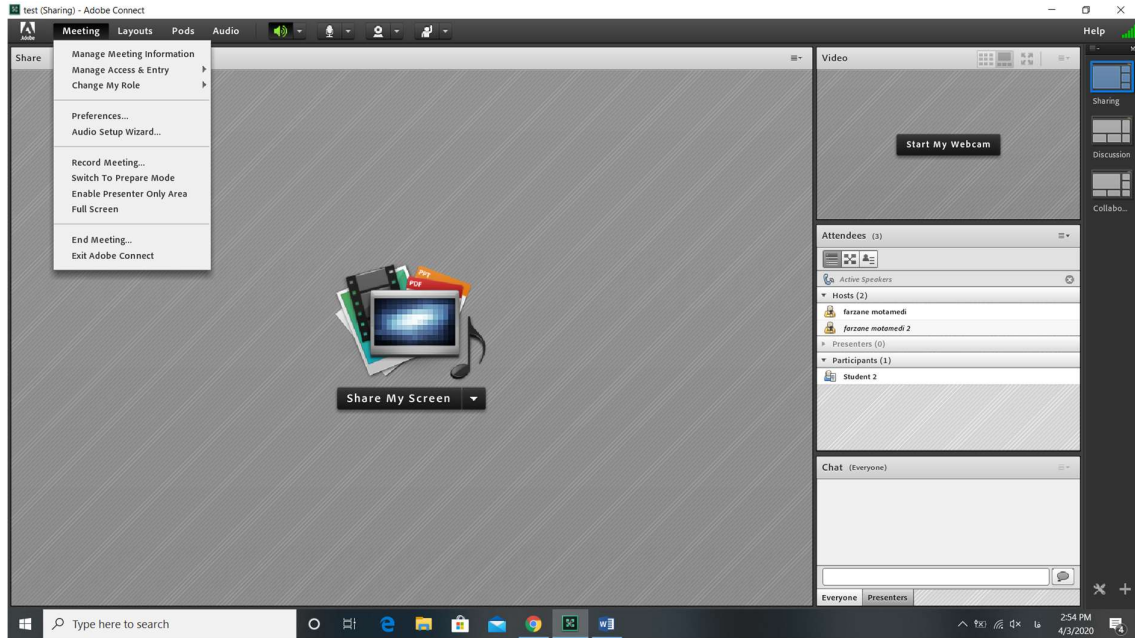 test (Sharing) - Adobe Connect
Adobe
Meeting Layouts Pods Audio
Help
Manage Meeting Information
Manage Access & Entry
Change My Role
Preferences...
Audio Setup Wizard...
Record Meeting...
Switch To Prepare Mode
Enable Presenter Only Area
Full Screen
End Meeting...
Exit Adobe Connect
Share
PPT
PDF
Share My Screen
Video
Start My Webcam
Attendees (3)
Active Speakers
Hosts (2)
farzane motamedi
farzane motamedi 2
Presenters (0)
Participants (1)
Student 2
Chat (Everyone)
Everyone Presenters
Sharing
Discussion
Collabo...
Type here to search
فا
2:54 PM
4/3/2020
4